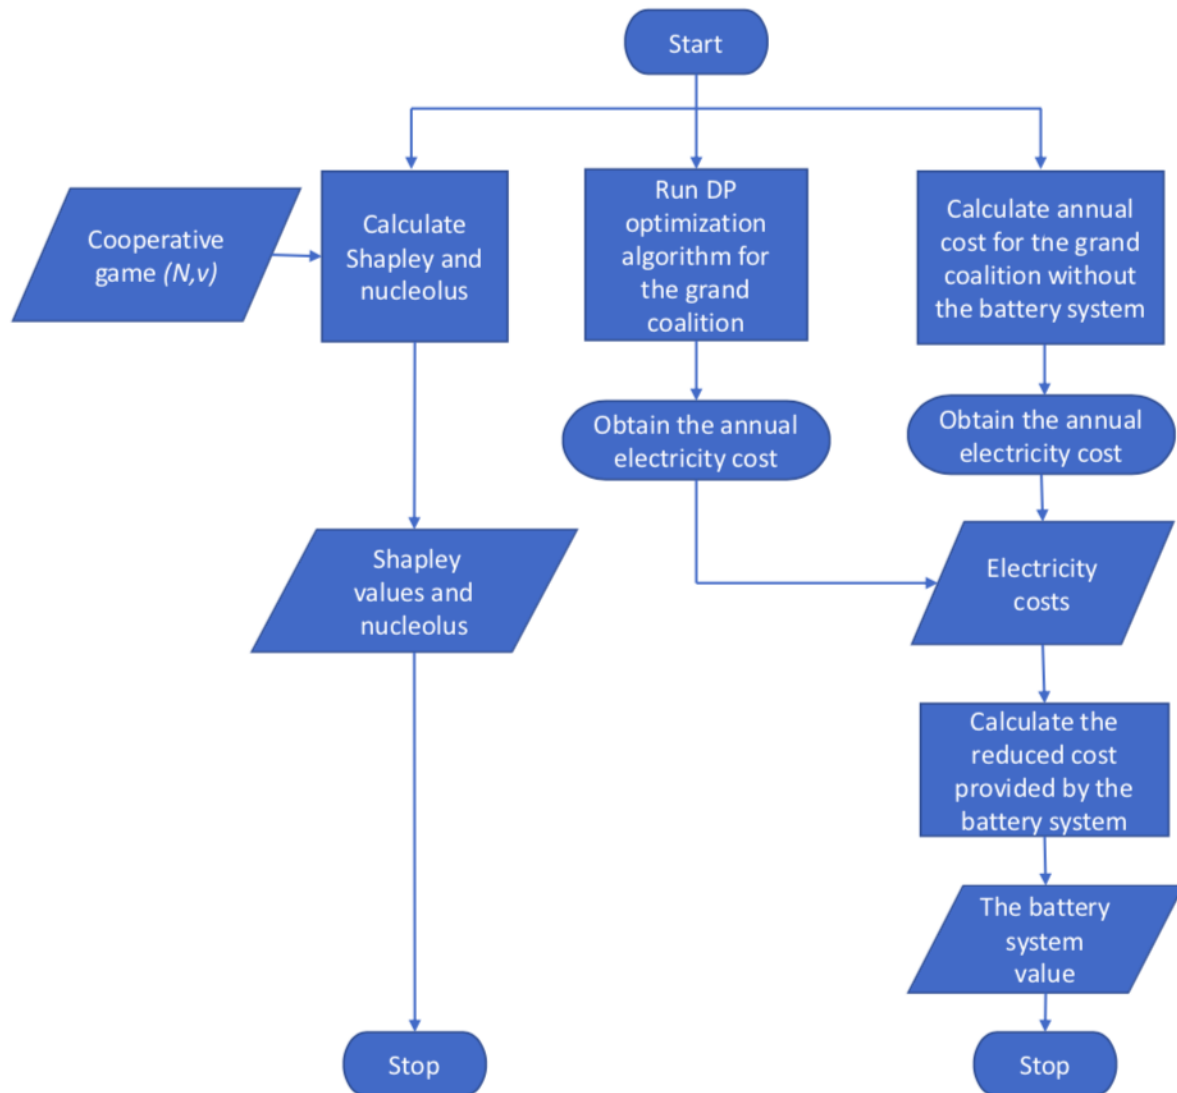 Start
Cooperative
game (N,v)
Calculate
Shapley and
nucleolus
Run DP
optimization
algorithm for
the grand
coalition
Calculate annual
cost for the grand
coalition without
the battery system
Obtain the annual
electricity cost
Obtain the annual
electricity cost
Shapley
values and
nucleolus
Electricity
costs
Calculate the
reduced cost
provided by the
battery system
The battery
system
value
Stop
Stop